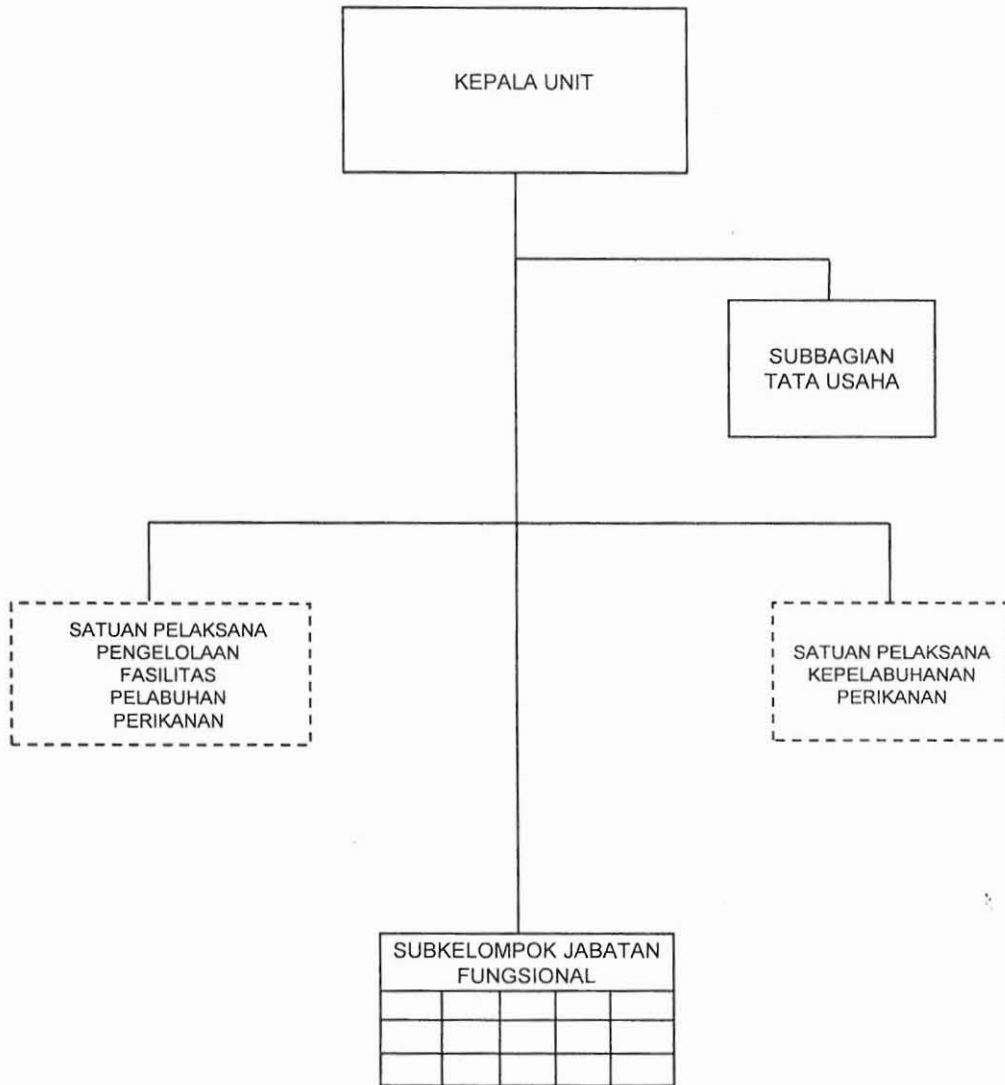 KEPALA UNIT
SUBBAGIAN
TATA USAHA
SATUAN PELAKSANA
PENGELOLAAN
FASILITAS
PELABUHAN
PERIKANAN
SATUAN PELAKSANA
KEPELABUHANAN
PERIKANAN
SUBKELOMPOK JABATAN
FUNGSIONAL